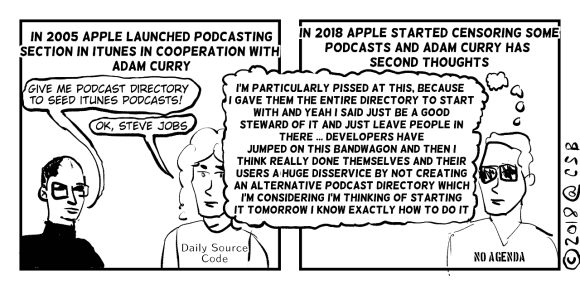 IN 2005 APPLE LAUNCHED PODCASTING
SECTION IN ITUNES IN COOPERATION WITH
ADAM CURRY
GIVE ME PODCAST DIRECTORY
TO SEED ITUNES PODCASTS!
OK, STEVE JOBS
Daily Source
Code
IN 2018 APPLE STARTED CENSORING SOME
PODCASTS AND ADAM CURRY HAS
SECOND THOUGHTS
I'M PARTICULARLY PISSED AT THIS, BECAUSE
I GAVE THEM THE ENTIRE DIRECTORY TO START
WITH AND YEAH I SAID JUST BE A GOOD
STEWARD OF IT AND JUST LEAVE PEOPLE IN
THERE ... DEVELOPERS HAVE
JUMPED ON THIS BANDWAGON AND THEN I
THINK REALLY DONE THEMSELVES AND THEIR
USERS A HUGE DISSERVICE BY NOT CREATING
AN ALTERNATIVE PODCAST DIRECTORY WHICH
I'M CONSIDERING I'M THINKING OF STARTING
IT TOMORROW I KNOW EXACTLY HOW TO DO IT
NO AGENDA
©2018 @CSB